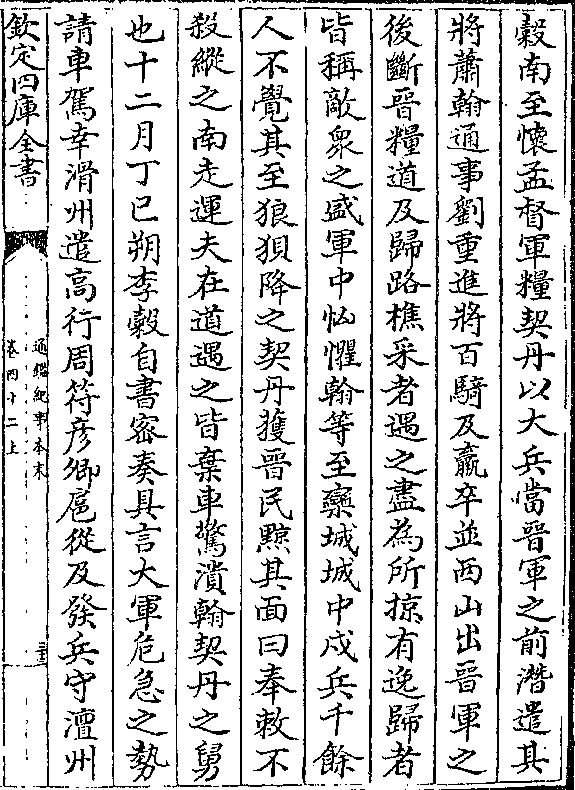 穀南至懷孟督軍糧契丹以大兵當晉軍之前潛遣其
將蕭翰通事劉重進將百騎及羸卒並西山出晉軍之
後斷晉糧道及歸路樵采者遇之盡為所掠有逸歸者
皆稱敵衆之盛軍中忷懼翰等至欒城城中戍兵千餘
人不覺其至狼狽降之契丹獲晉民黥其面曰奉敕不
殺縱之南走運夫在道遇之皆棄車驚潰翰契丹之舅
也十二月丁巳朔李穀自書密奏具言大軍危急之勢
請車駕幸滑州遣高行周符彥卿扈從及發兵守澶州
欽定四庫全書
通鑑紀事本末
卷四十二上